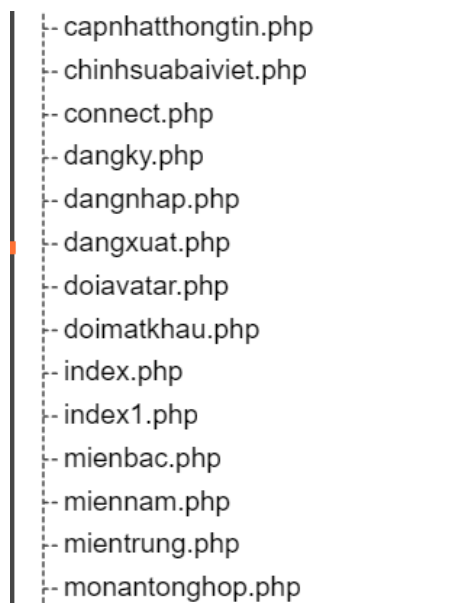 capnhatthongtin.php
chinhsuabaiviet.php
connect.php
dangky.php
dangnhap.php
dangxuat.php
doiavatar.php
doimatkhau.php
index.php
index1.php
mienbac.php
miennam.php
mientrung.php
monantonghop.php